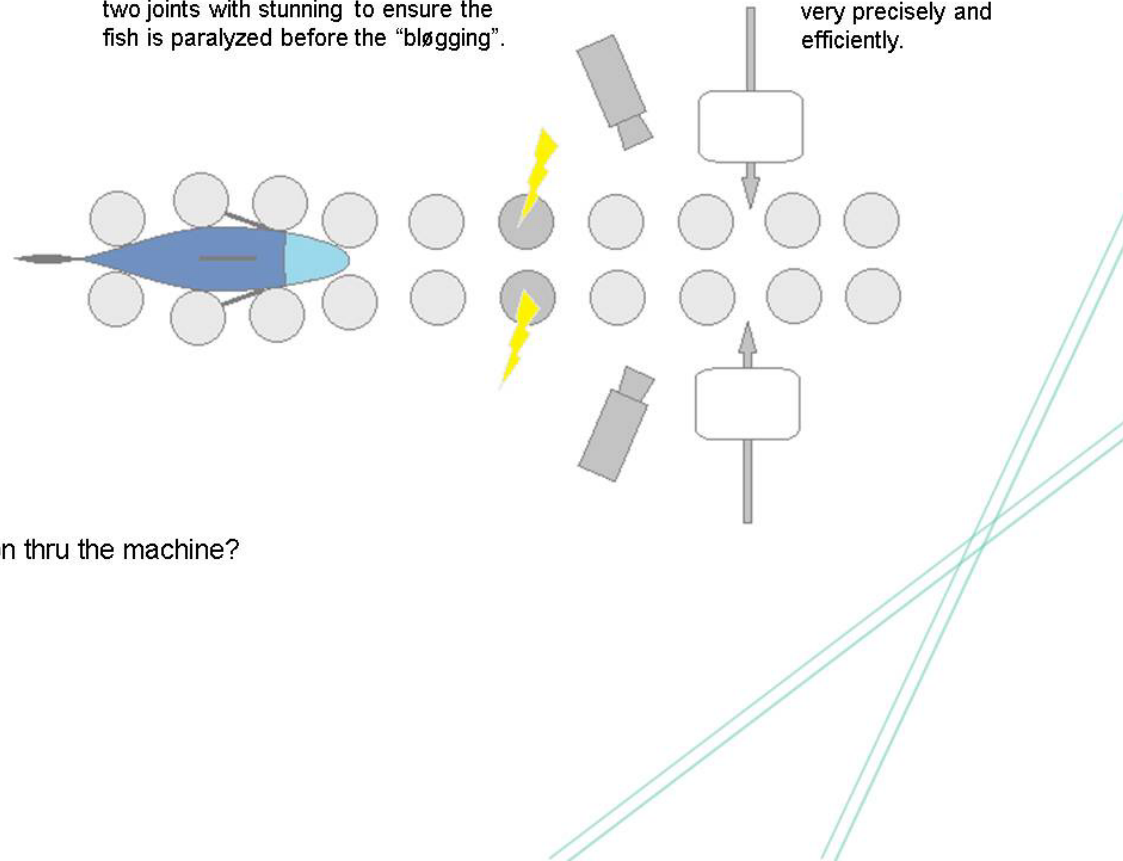 two joints with stunning to ensure the
fish is paralyzed before the “bløgging”.
very precisely and
efficiently.
n thru the machine?